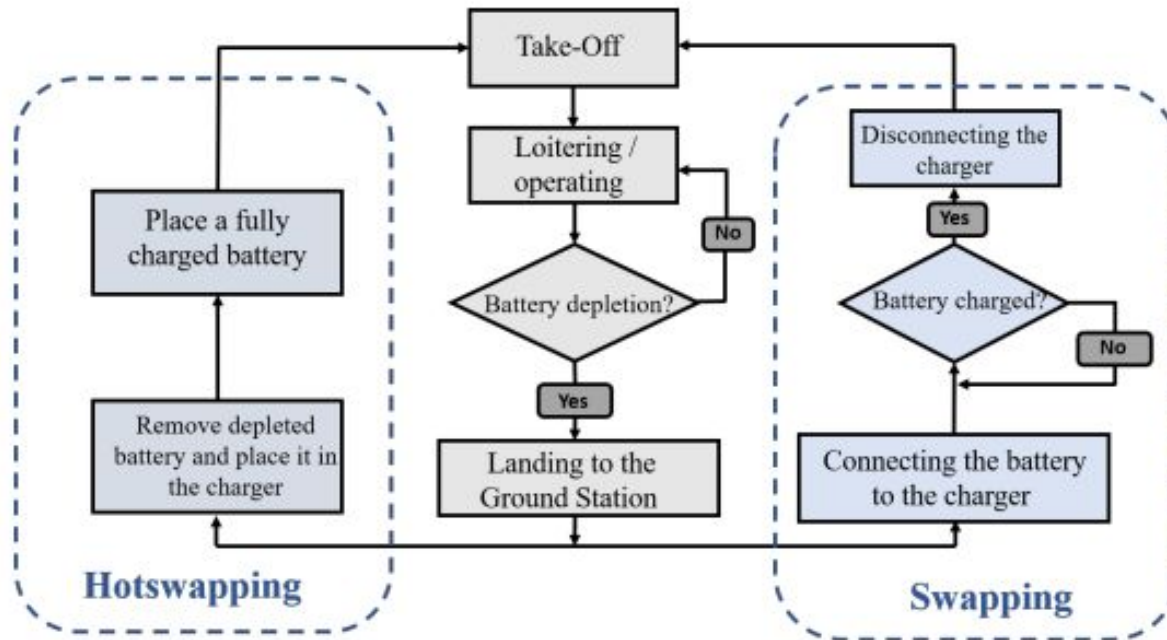 Take-Off
Loitering /
operating
No
Battery depletion?
Yes
Landing to the
Ground Station
Place a fully
charged battery
Remove depleted
battery and place it in
the charger
Hotswapping
Disconnecting the
charger
Yes
Battery charged?
No
Connecting the battery
to the charger
Swapping